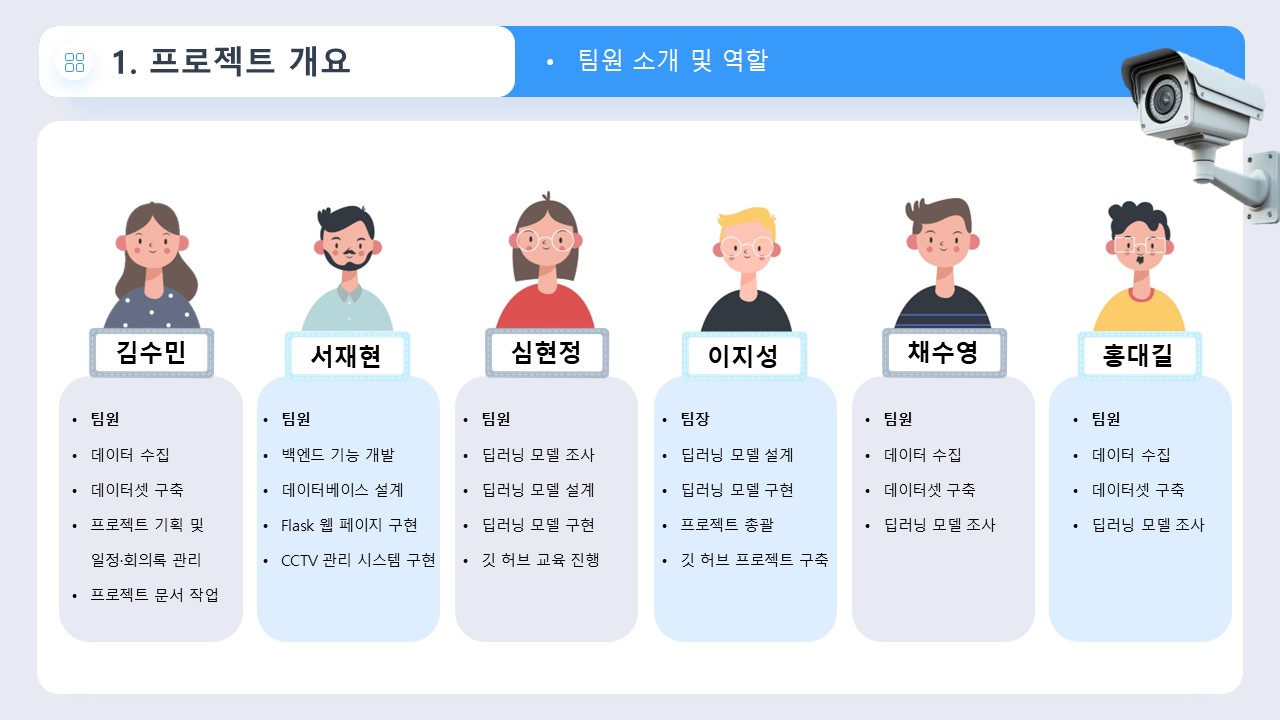 1. 프로젝트 개요
• 팀원 소개 및 역할
김수민
• 팀원
• 데이터 수집
• 데이터셋 구축
• 프로젝트 기획 및
일정·회의록 관리
• 프로젝트 문서 작업
서재현
• 팀원
• 백엔드 기능 개발
• 데이터베이스 설계
• Flask 웹 페이지 구현
• CCTV 관리 시스템 구현
심현정
• 팀원
• 딥러닝 모델 조사
• 딥러닝 모델 설계
• 딥러닝 모델 구현
• 깃 허브 교육 진행
이지성
• 팀장
• 딥러닝 모델 설계
• 딥러닝 모델 구현
• 프로젝트 총괄
• 깃 허브 프로젝트 구축
채수영
• 팀원
• 데이터 수집
• 데이터셋 구축
• 딥러닝 모델 조사
홍대길
• 팀원
• 데이터 수집
• 데이터셋 구축
• 딥러닝 모델 조사